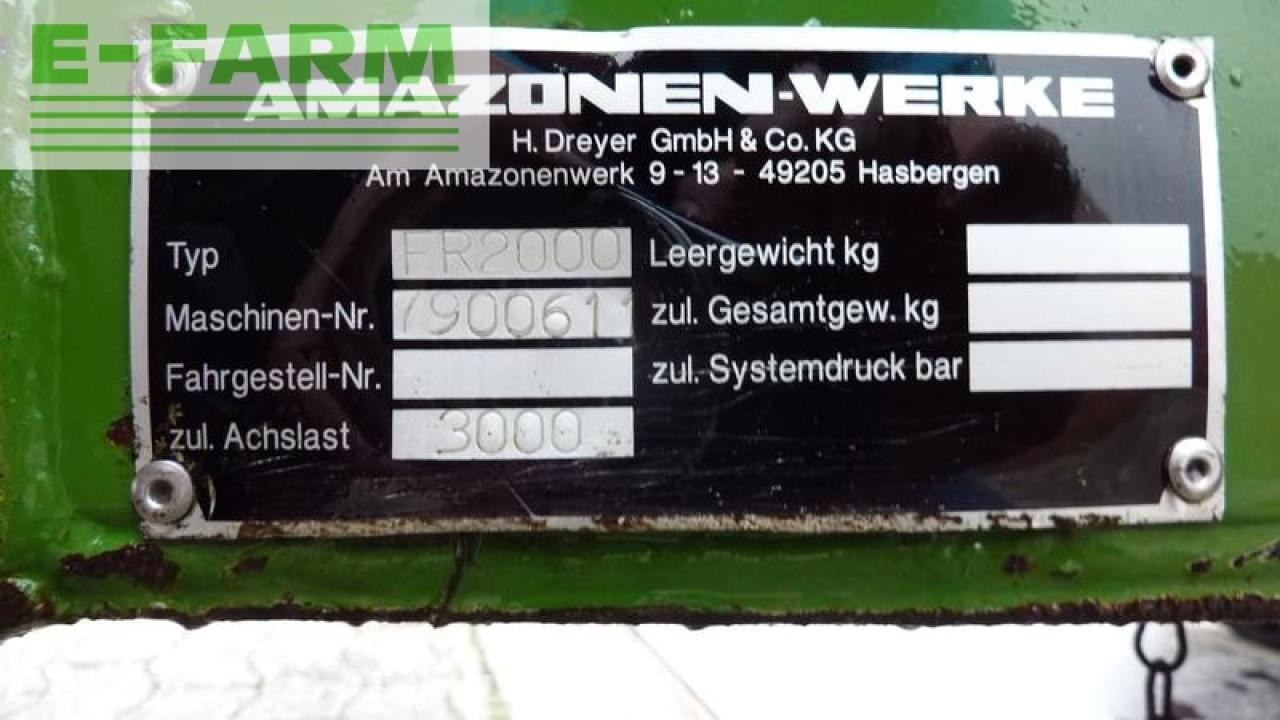 E-FARM
AMAZONEN-WERKE
H. Dreyer GmbH & Co. KG
Am Amazonenwerk 9 - 13 - 49205 Hasbergen
Typ FR2000 Leergewicht kg
Maschinen-Nr. 7900611 zul. Gesamtgew. kg
Fahrgestell-Nr. zul. Systemdruck bar
zul. Achslast 3000